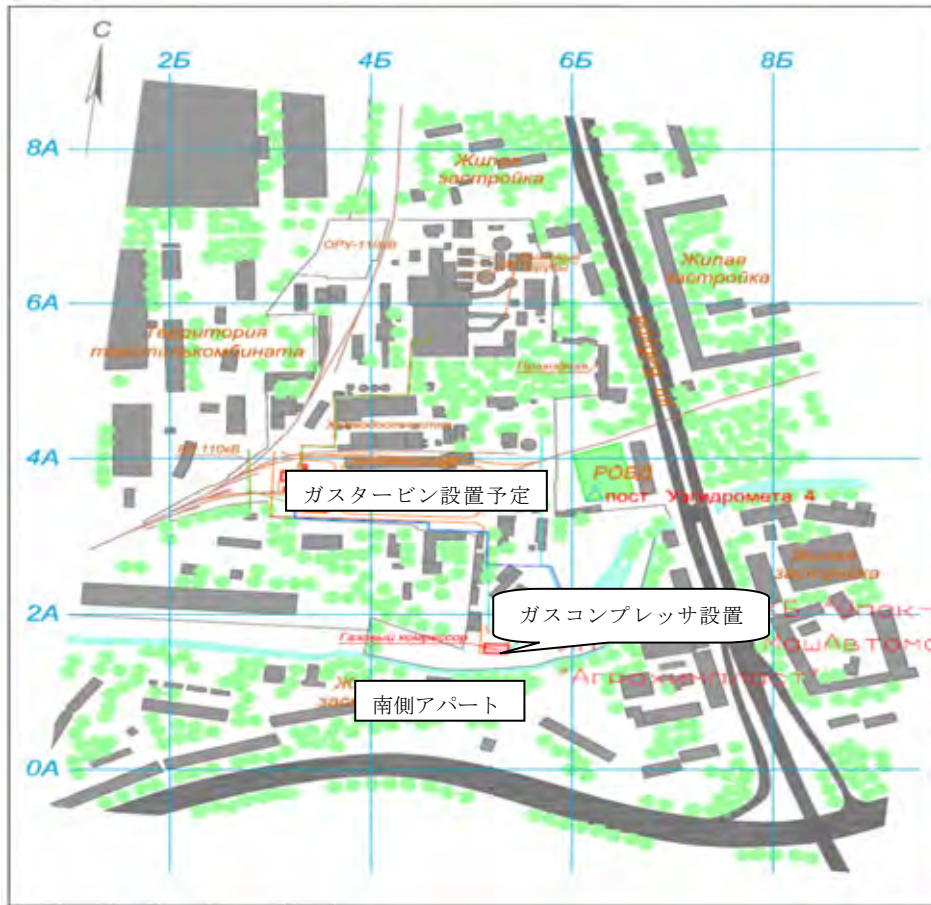 С
2Б
4Б
6Б
8Б
8А
Жилая
застройка
ОРУ-110кВ
Жилая
застройка
6А
Территория
текстилькомбината
Проходная
4А
ガスタービン設置予定
РОВД
пост Узгидромета 4
Жилая
застройка
2А
ガスコンプレッサ設置
Газовый компрессор
"Агрохимпласт"
南側アパート
0А